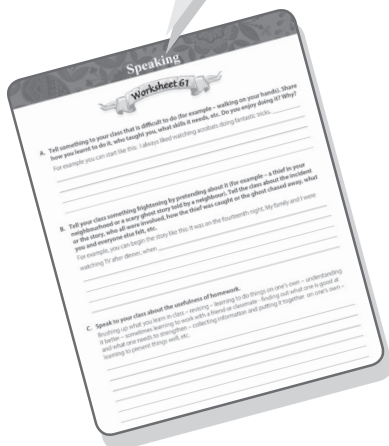 Speaking
Worksheet 61
A. Tell something to your class that is difficult to do (for example – walking on your hands). Share
how you learnt to do it, who taught you, what skills it needs, etc. Do you enjoy doing it? Why?
For example you can start like this: I always liked watching acrobats doing fantastic tricks.
B. Tell your class something frightening by pretending about it (for example – a thief in your
neighbourhood or a scary ghost story told by a neighbour). Tell the class about the incident
or the story, who all were involved, how the thief was caught or the ghost chased away, what
you and everyone else felt, etc.
For example, you can begin the story like this: It was on the fourteenth night. My family and I were
watching TV after dinner, when
C. Speak to your class about the usefulness of homework.
Brushing up what you learn in class – revising – learning to do things on one's own – understanding
it better – sometimes learning to work with a friend or classmate - finding out what one is good at
and what one needs to strengthen – collecting information and putting it together on one's own –
learning to persent things well, etc.